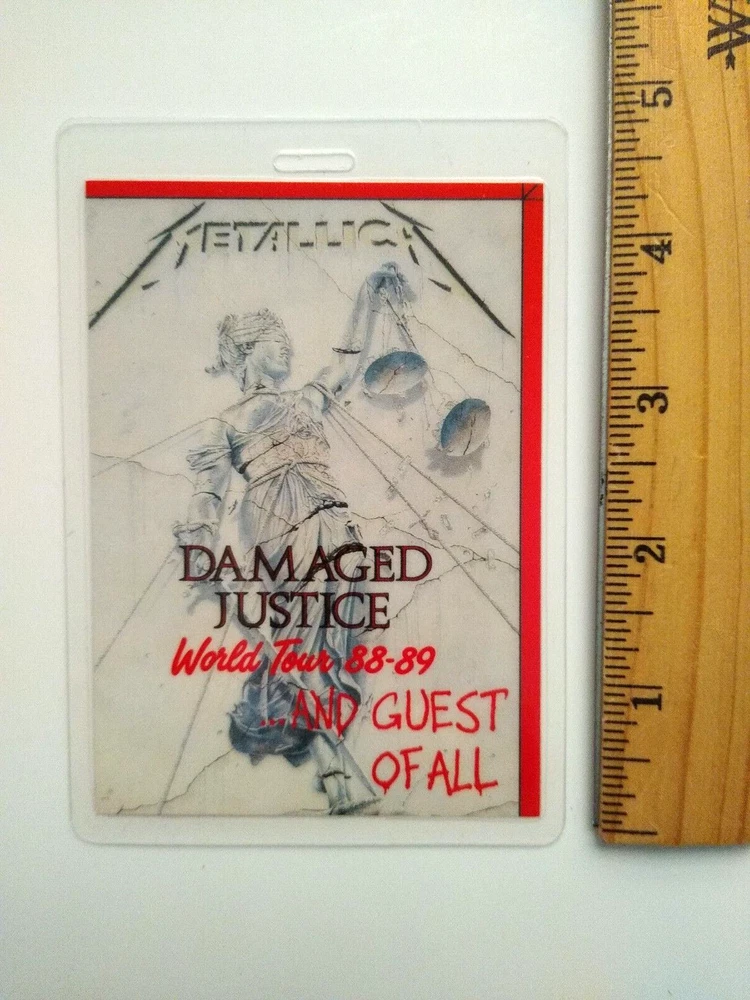 METALLICA
DAMAGED
JUSTICE
World Tour 88-89
...AND GUEST
OF ALL
5
4
3
2
1